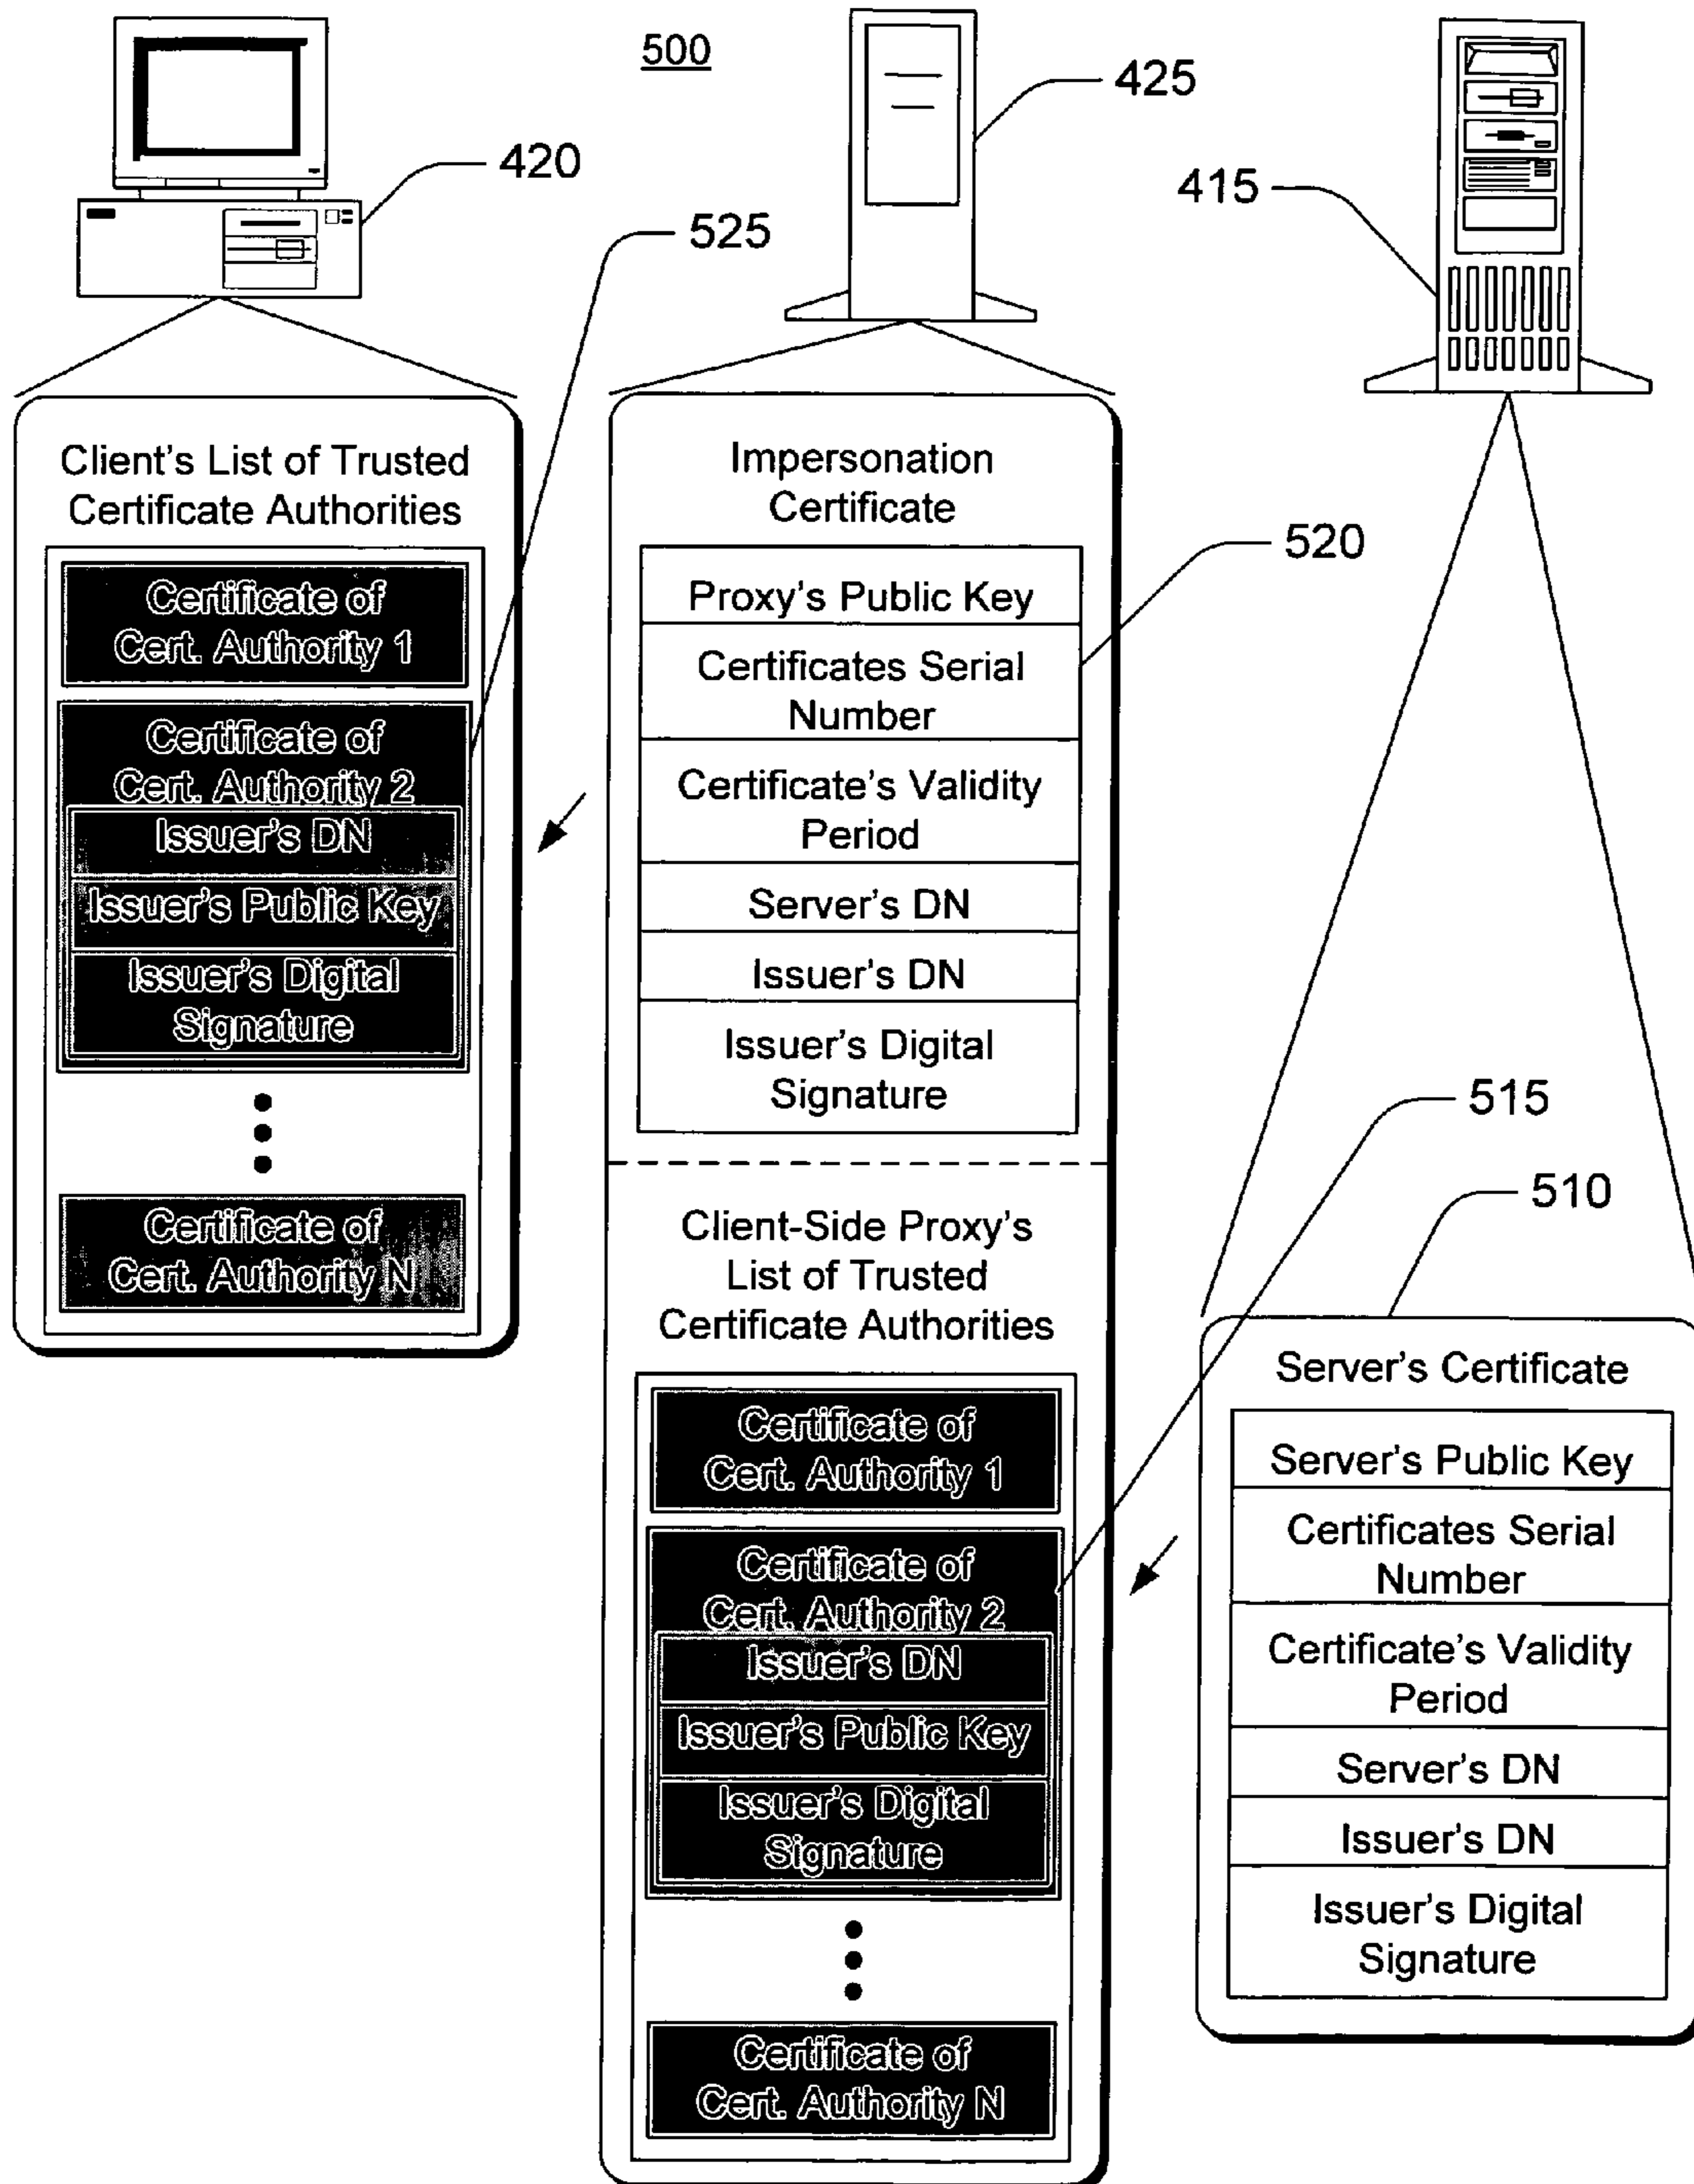 500
420
425
415
525
Client's List of Trusted
Certificate Authorities
Certificate of
Cert. Authority 1
Certificate of
Cert. Authority 2
Issuer's DN
Issuer's Public Key
Issuer's Digital
Signature
Certificate of
Cert. Authority N
Impersonation
Certificate
520
Proxy's Public Key
Certificates Serial
Number
Certificate's Validity
Period
Server's DN
Issuer's DN
Issuer's Digital
Signature
515
Client-Side Proxy's
List of Trusted
Certificate Authorities
Certificate of
Cert. Authority 1
Certificate of
Cert. Authority 2
Issuer's DN
Issuer's Public Key
Issuer's Digital
Signature
Certificate of
Cert. Authority N
510
Server's Certificate
Server's Public Key
Certificates Serial
Number
Certificate's Validity
Period
Server's DN
Issuer's DN
Issuer's Digital
Signature